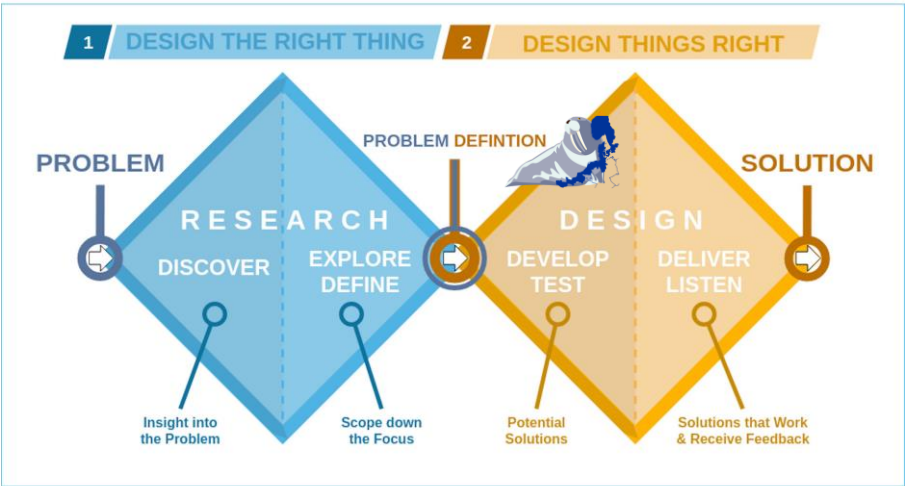 1 DESIGN THE RIGHT THING
2 DESIGN THINGS RIGHT
PROBLEM
PROBLEM DEFINTION
SOLUTION
RESEARCH
DISCOVER
EXPLORE
DEFINE
DESIGN
DEVELOP
TEST
DELIVER
LISTEN
Insight into
the Problem
Scope down
the Focus
Potential
Solutions
Solutions that Work
& Receive Feedback